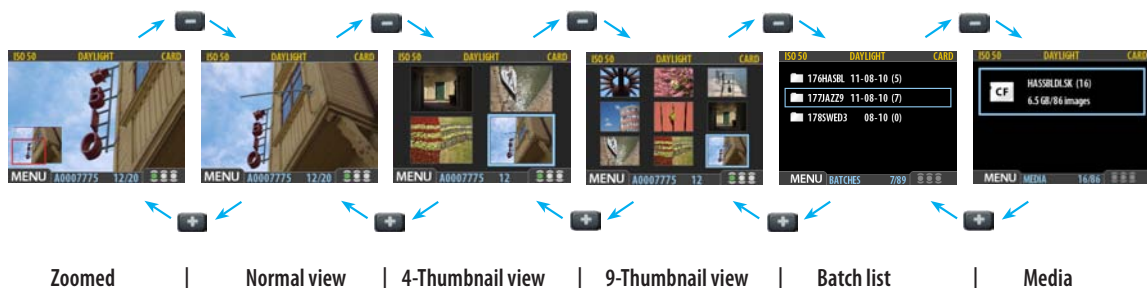 ISO 50 DAYLIGHT CARD
MENU A0007775 12/20
ISO 50 DAYLIGHT CARD
MENU A0007775 12/20
ISO 50 DAYLIGHT CARD
MENU A0007775 12
ISO 50 DAYLIGHT CARD
MENU A0007775 12
ISO 50 DAYLIGHT CARD
176HASBL 11-08-10 (5)
177JAZZ9 11-08-10 (7)
178SWED3 08-10 (0)
MENU BATCHES 7/89
ISO 50 DAYLIGHT CARD
CF HASSBLDI.SK (16)
6.5 GB/86 images
MENU MEDIA 16/86
Zoomed | Normal view | 4-Thumbnail view | 9-Thumbnail view | Batch list | Media